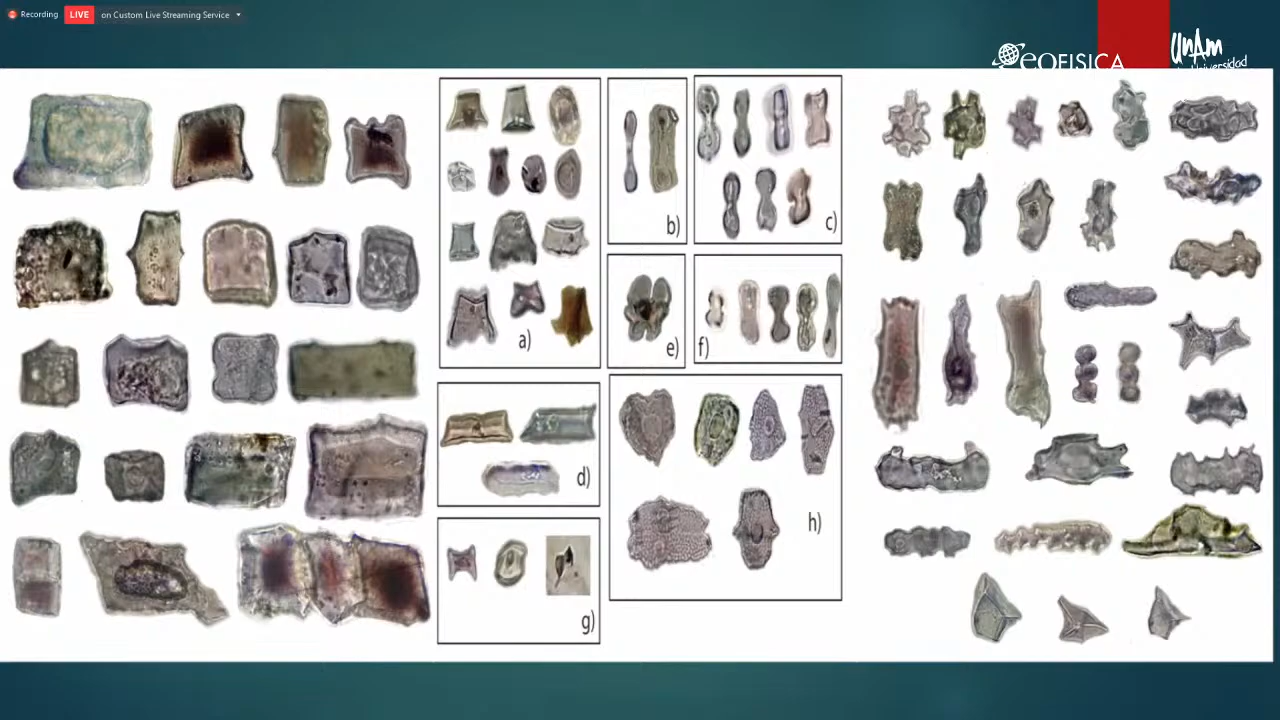 Recording LIVE on Custom Live Streaming Service
GEOFISICA
UNAM
a)
b)
c)
d)
e)
f)
g)
h)